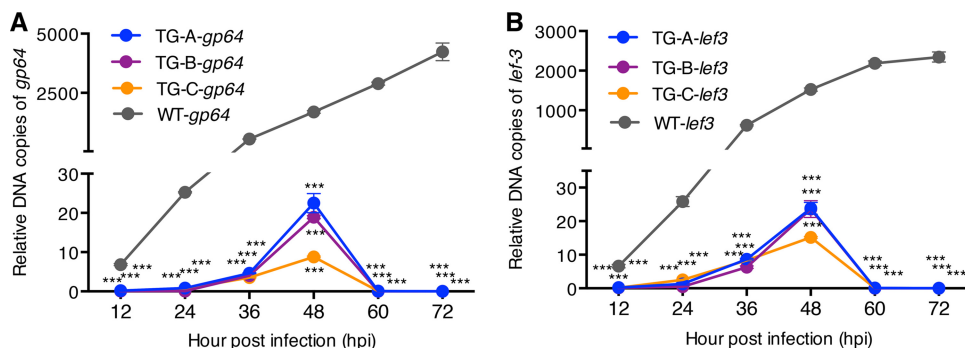 A
Relative DNA copies of gp64
5000
2500
30
20
10
0
TG-A-gp64
TG-B-gp64
TG-C-gp64
WT-gp64
*** *** ***
*** *** ***
*** *** ***
***
***
***
*** *** ***
*** *** ***
12 24 36 48 60 72
Hour post infection (hpi)
B
Relative DNA copies of lef-3
3000
2000
1000
30
20
10
0
TG-A-lef3
TG-B-lef3
TG-C-lef3
WT-lef3
*** ** ***
*** *** ***
*** *** ***
***
***
***
*** *** ***
*** *** ***
12 24 36 48 60 72
Hour post infection (hpi)